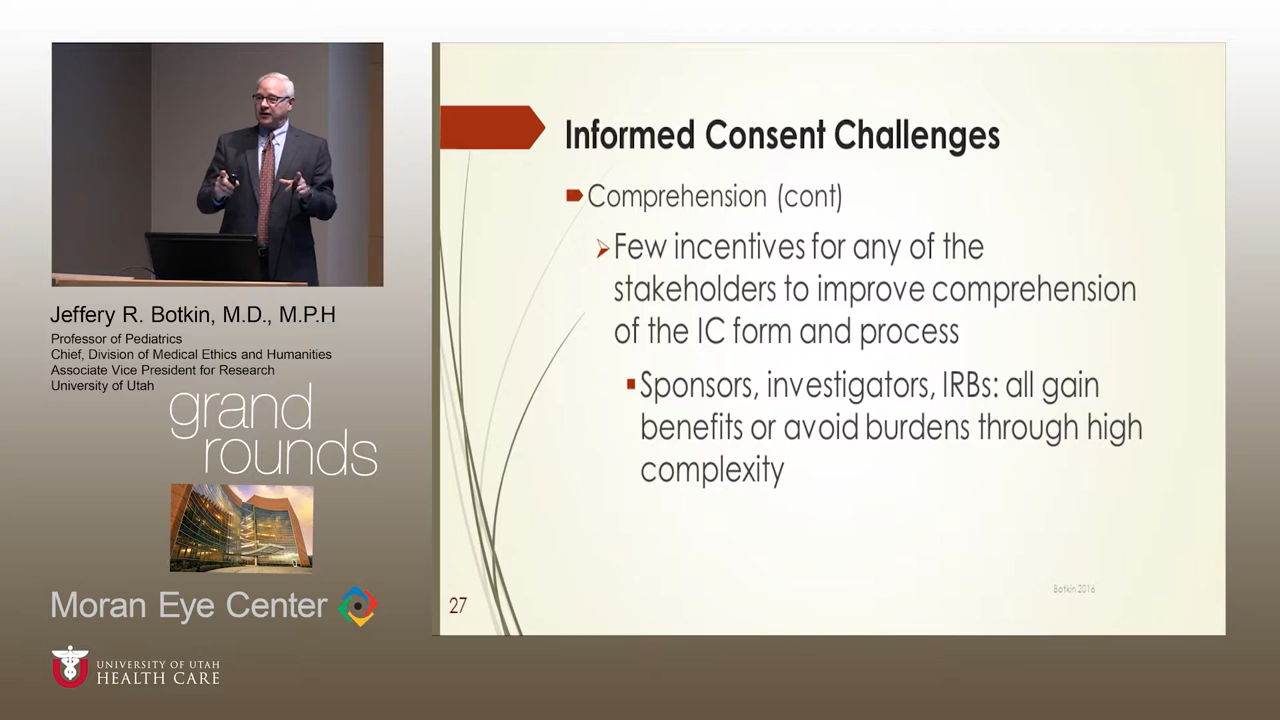 Jeffery R. Botkin, M.D., M.P.H
Professor of Pediatrics
Chief, Division of Medical Ethics and Humanities
Associate Vice President for Research
University of Utah
grand
rounds
Moran Eye Center
UNIVERSITY OF UTAH
HEALTH CARE
Informed Consent Challenges
Comprehension (cont)
Few incentives for any of the
stakeholders to improve comprehension
of the IC form and process
Sponsors, investigators, IRBs: all gain
benefits or avoid burdens through high
complexity
Botkin 2016
27